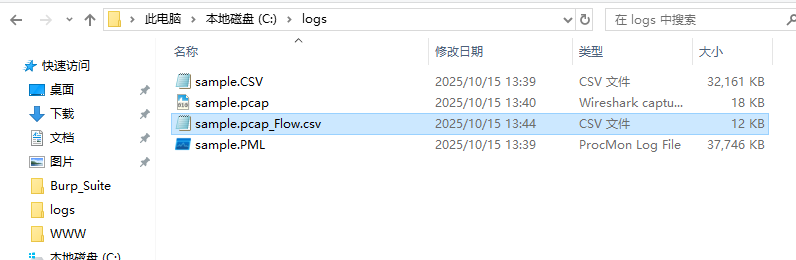 此电脑 本地磁盘 (C:) logs 在 logs 中搜索
名称 修改日期 类型 大小
快速访问
桌面
下载
文档
图片
Burp_Suite
logs
WWW
本地磁盘 (C:)
sample.CSV 2025/10/15 13:39 CSV 文件 32,161 KB
sample.pcap 2025/10/15 13:40 Wireshark captu... 18 KB
sample.pcap_Flow.csv 2025/10/15 13:44 CSV 文件 12 KB
sample.PML 2025/10/15 13:39 ProcMon Log File 37,746 KB